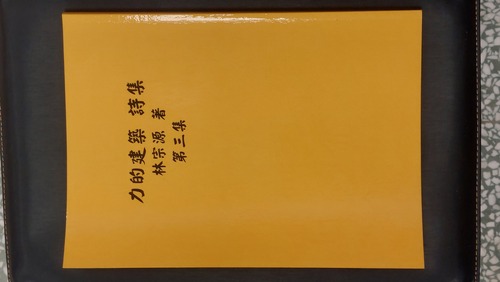 力的建築 詩集
林宗源 著
第三集